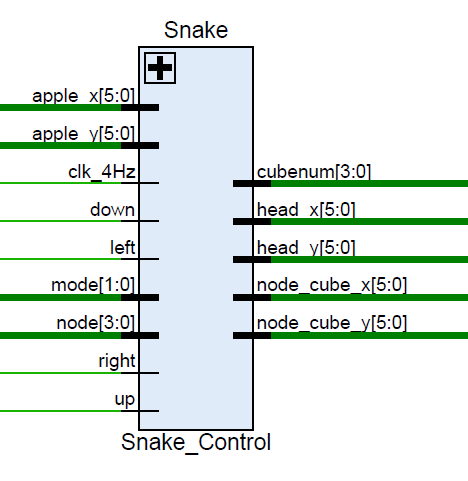 Snake
apple_x[5:0]
apple_y[5:0]
clk_4Hz
cubenum[3:0]
down
head_x[5:0]
left
head_y[5:0]
mode[1:0]
node_cube_x[5:0]
node[3:0]
node_cube_y[5:0]
right
up
Snake_Control